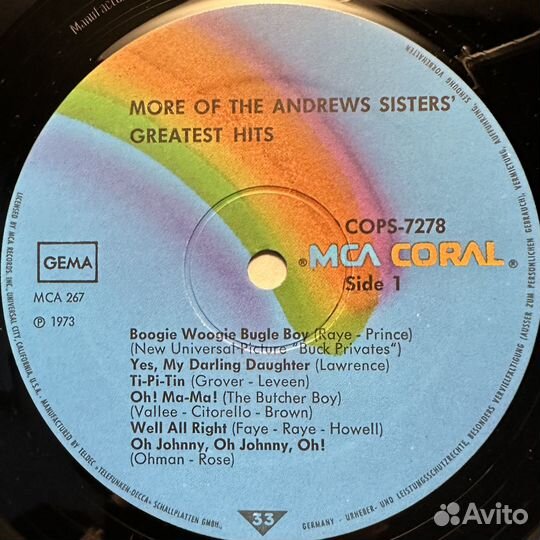 Manufactur
MORE OF THE ANDREWS SISTERS'
GREATEST HITS
COPS-7278
® MCA CORAL ®
Side 1
GEMA
MCA 267
Ⓟ 1973
Boogie Woogie Bugle Boy (Raye - Prince)
(New Universal Picture "Buck Privates")
Yes, My Darling Daughter (Lawrence)
Ti-Pi-Tin (Grover - Leveen)
Oh! Ma-Ma! (The Butcher Boy)
(Vallee - Citorello - Brown)
Well All Right (Faye - Raye - Howell)
Oh Johnny, Oh Johnny, Oh!
(Ohman - Rose)
33
LICENSED BY MCA RECORDS, INC. UNIVERSAL CITY, CALIFORNIA, U.S.A. - MANUFACTURED BY TELDEC »TELEFUNKEN-DECCA« SCHALLPLATTEN GMBH.,
GERMANY - URHEBER- UND LEISTUNGSSCHUTZRECHTE, BESONDERS VERVIELFÄLTIGUNG (AUSSER ZUM PERSÖNLICHEN GEBRAUCH), VERMIETUNG, AUFFÜHRUNG, SENDUNG VORBEHALTEN
Avito